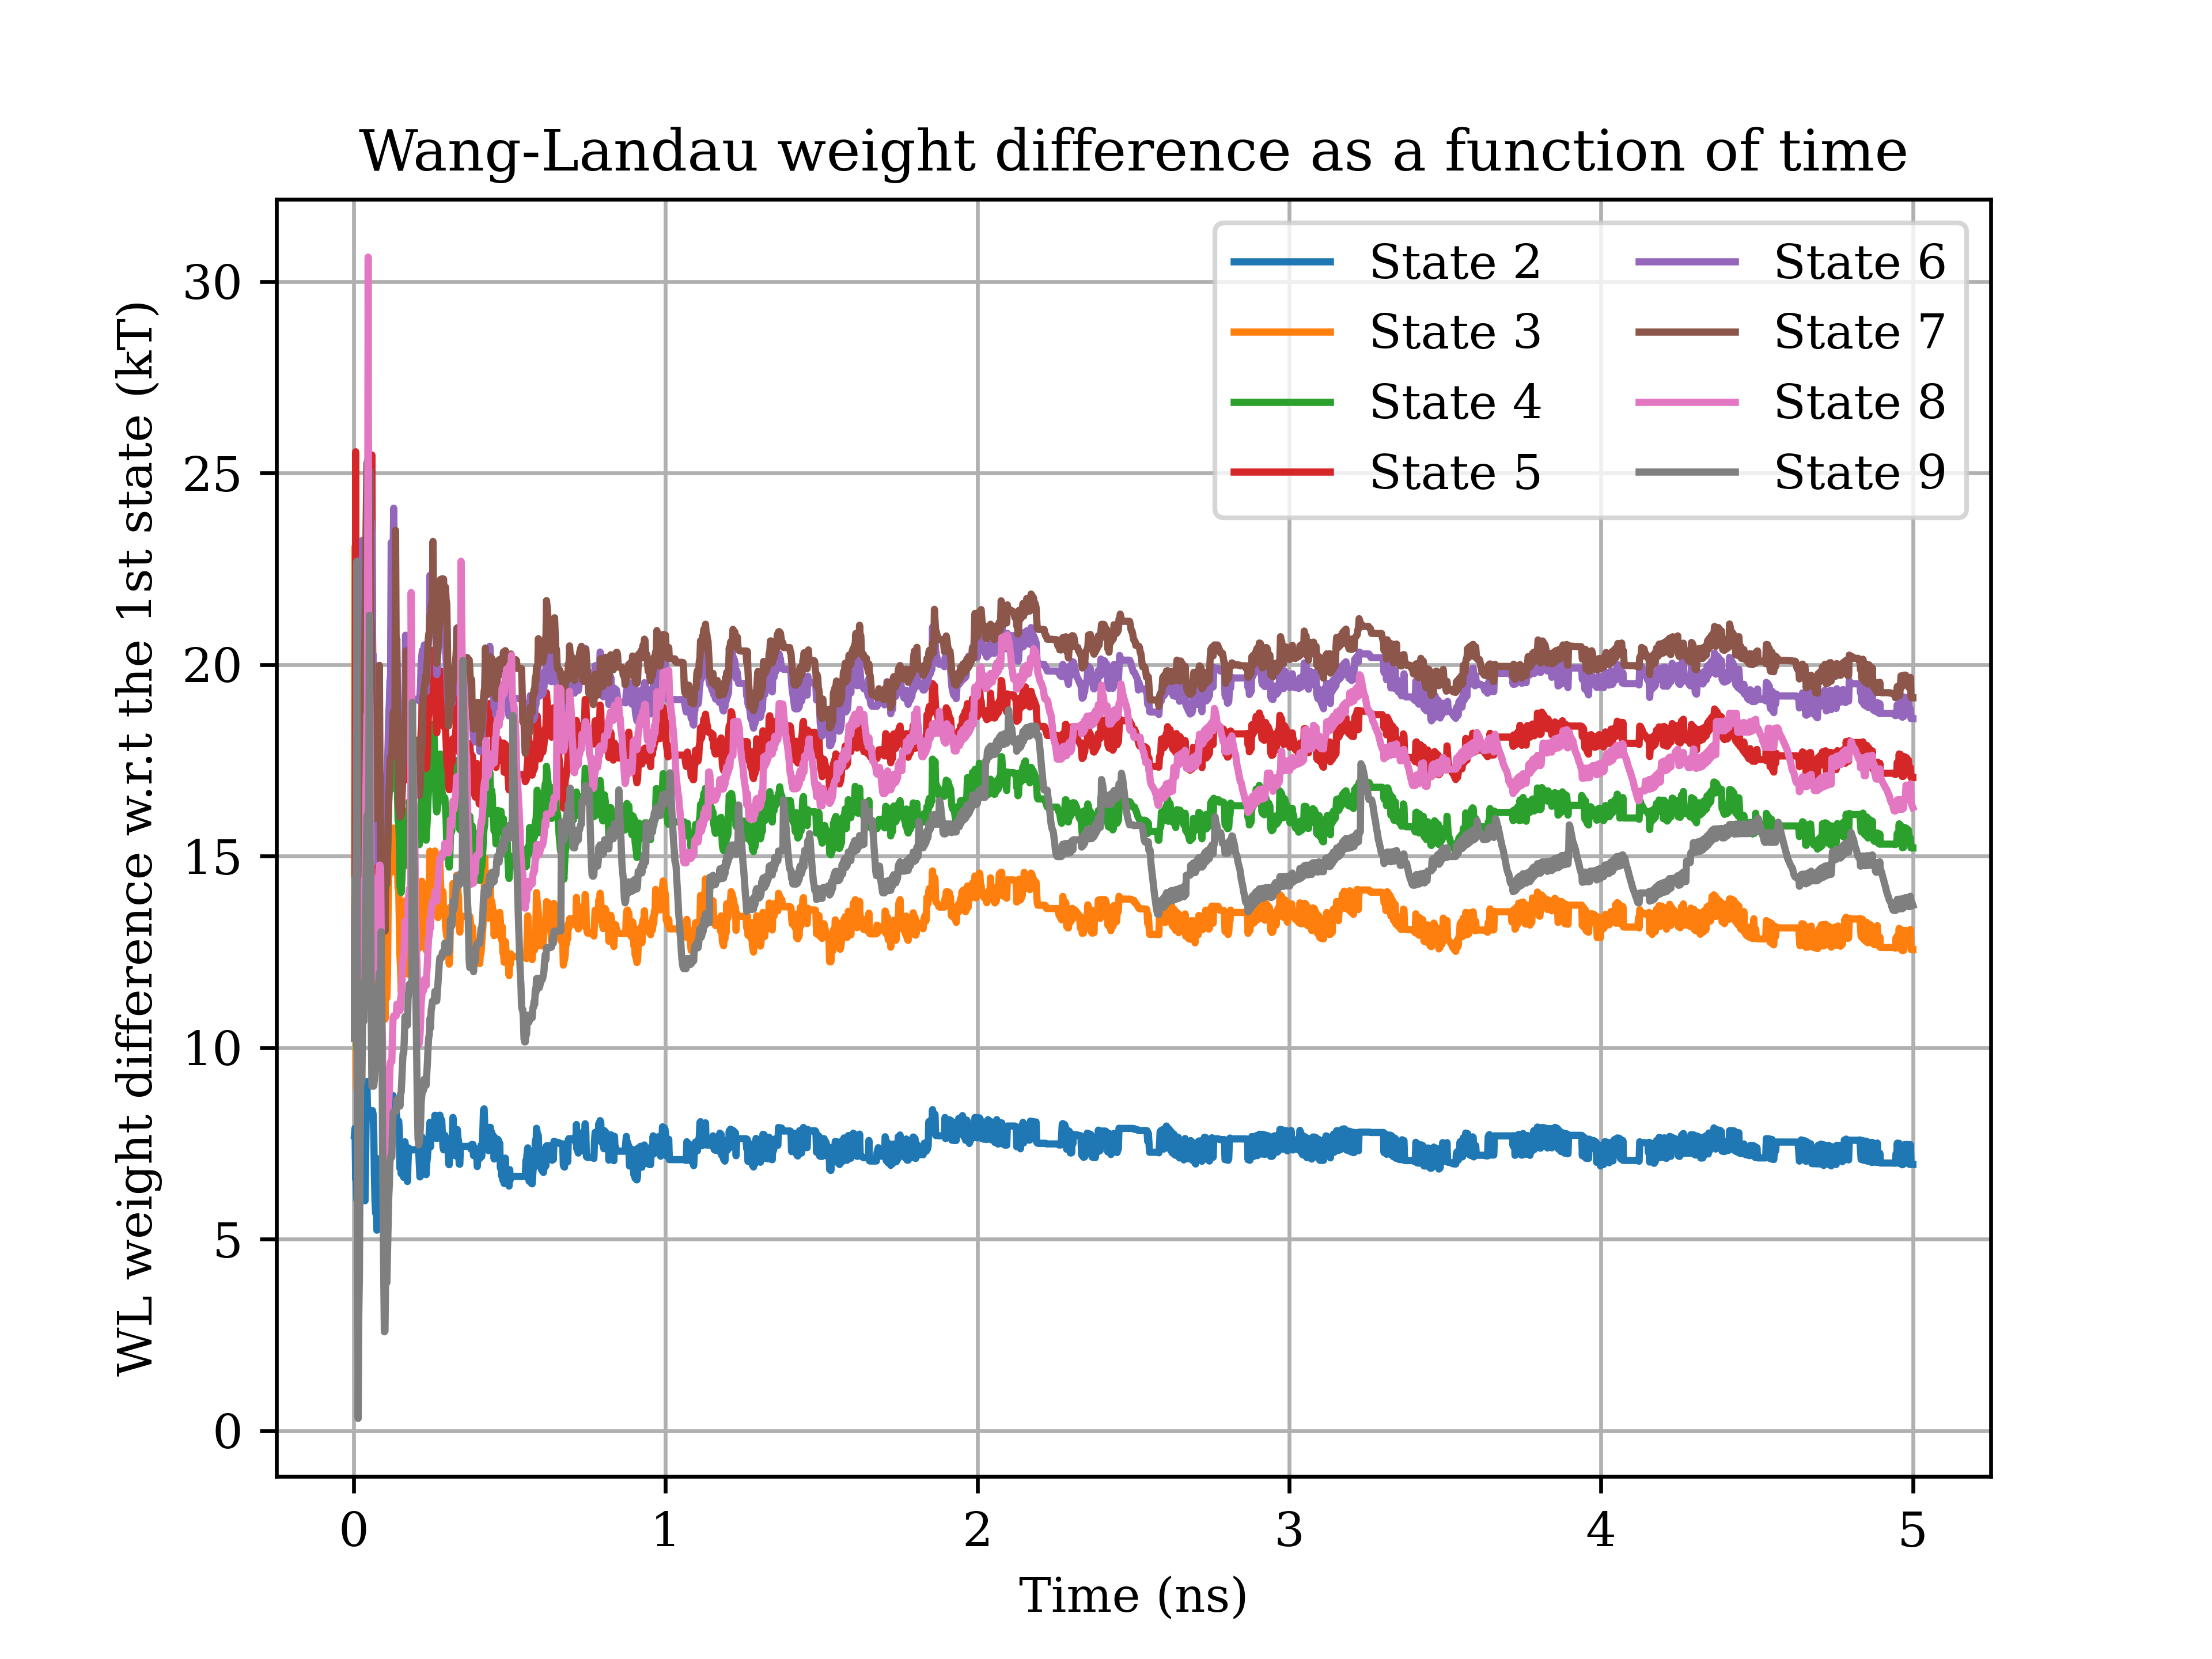 Wang-Landau weight difference as a function of time
WL weight difference w.r.t the 1st state (kT)
30
25
20
15
10
5
0
State 2
State 3
State 4
State 5
State 6
State 7
State 8
State 9
0 1 2 3 4 5
Time (ns)